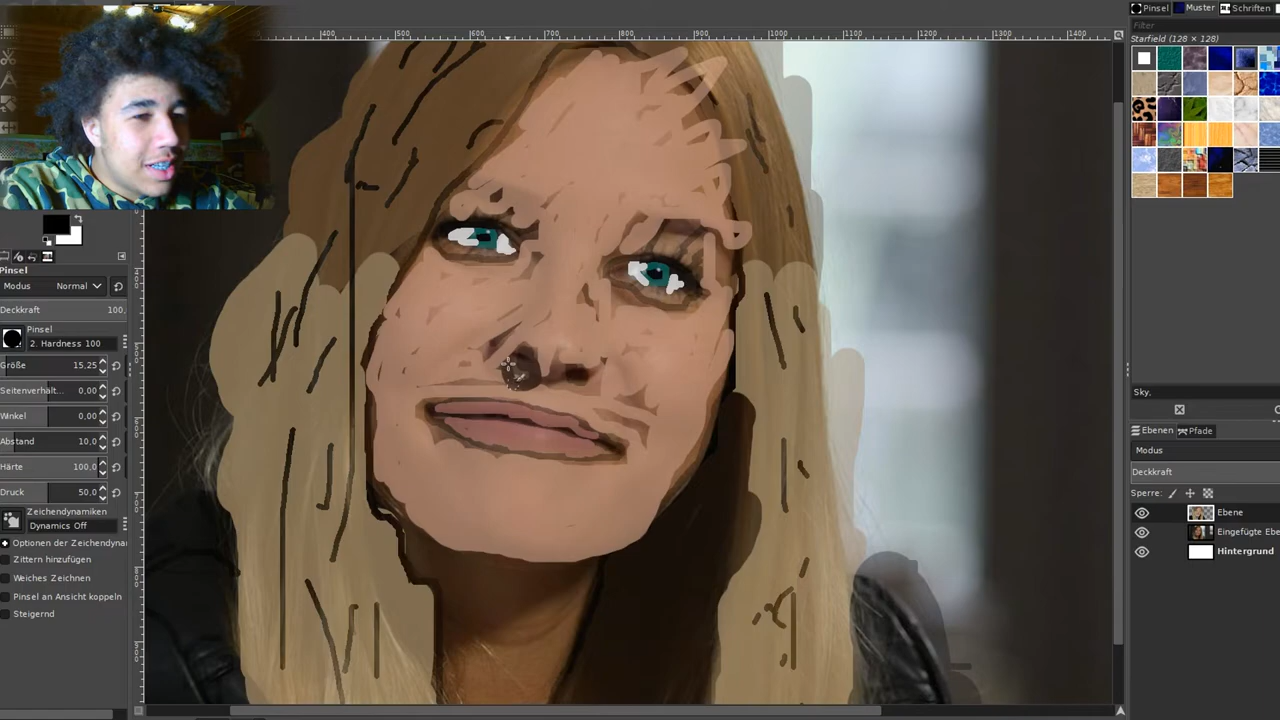 400 500 600 700 800 900 1000 1100 1200 1300 1400
Pinsel Muster Schriften
Filter
Starfield (128 × 128)
Pinsel
Modus Normal
Deckkraft 100,
Pinsel
2. Hardness 100
Größe 15,25
Seitenverhält... 0,00
Winkel 0,00
Abstand 10,0
Härte 100,0
Druck 50,0
Zeichendynamiken
Dynamics Off
Optionen der Zeichendynar
Zittern hinzufügen
Weiches Zeichnen
Pinsel an Ansicht koppeln
Steigernd
Sky,
Ebenen Pfade
Modus
Deckkraft
Sperre:
Ebene
Eingefügte Ebe
Hintergrund